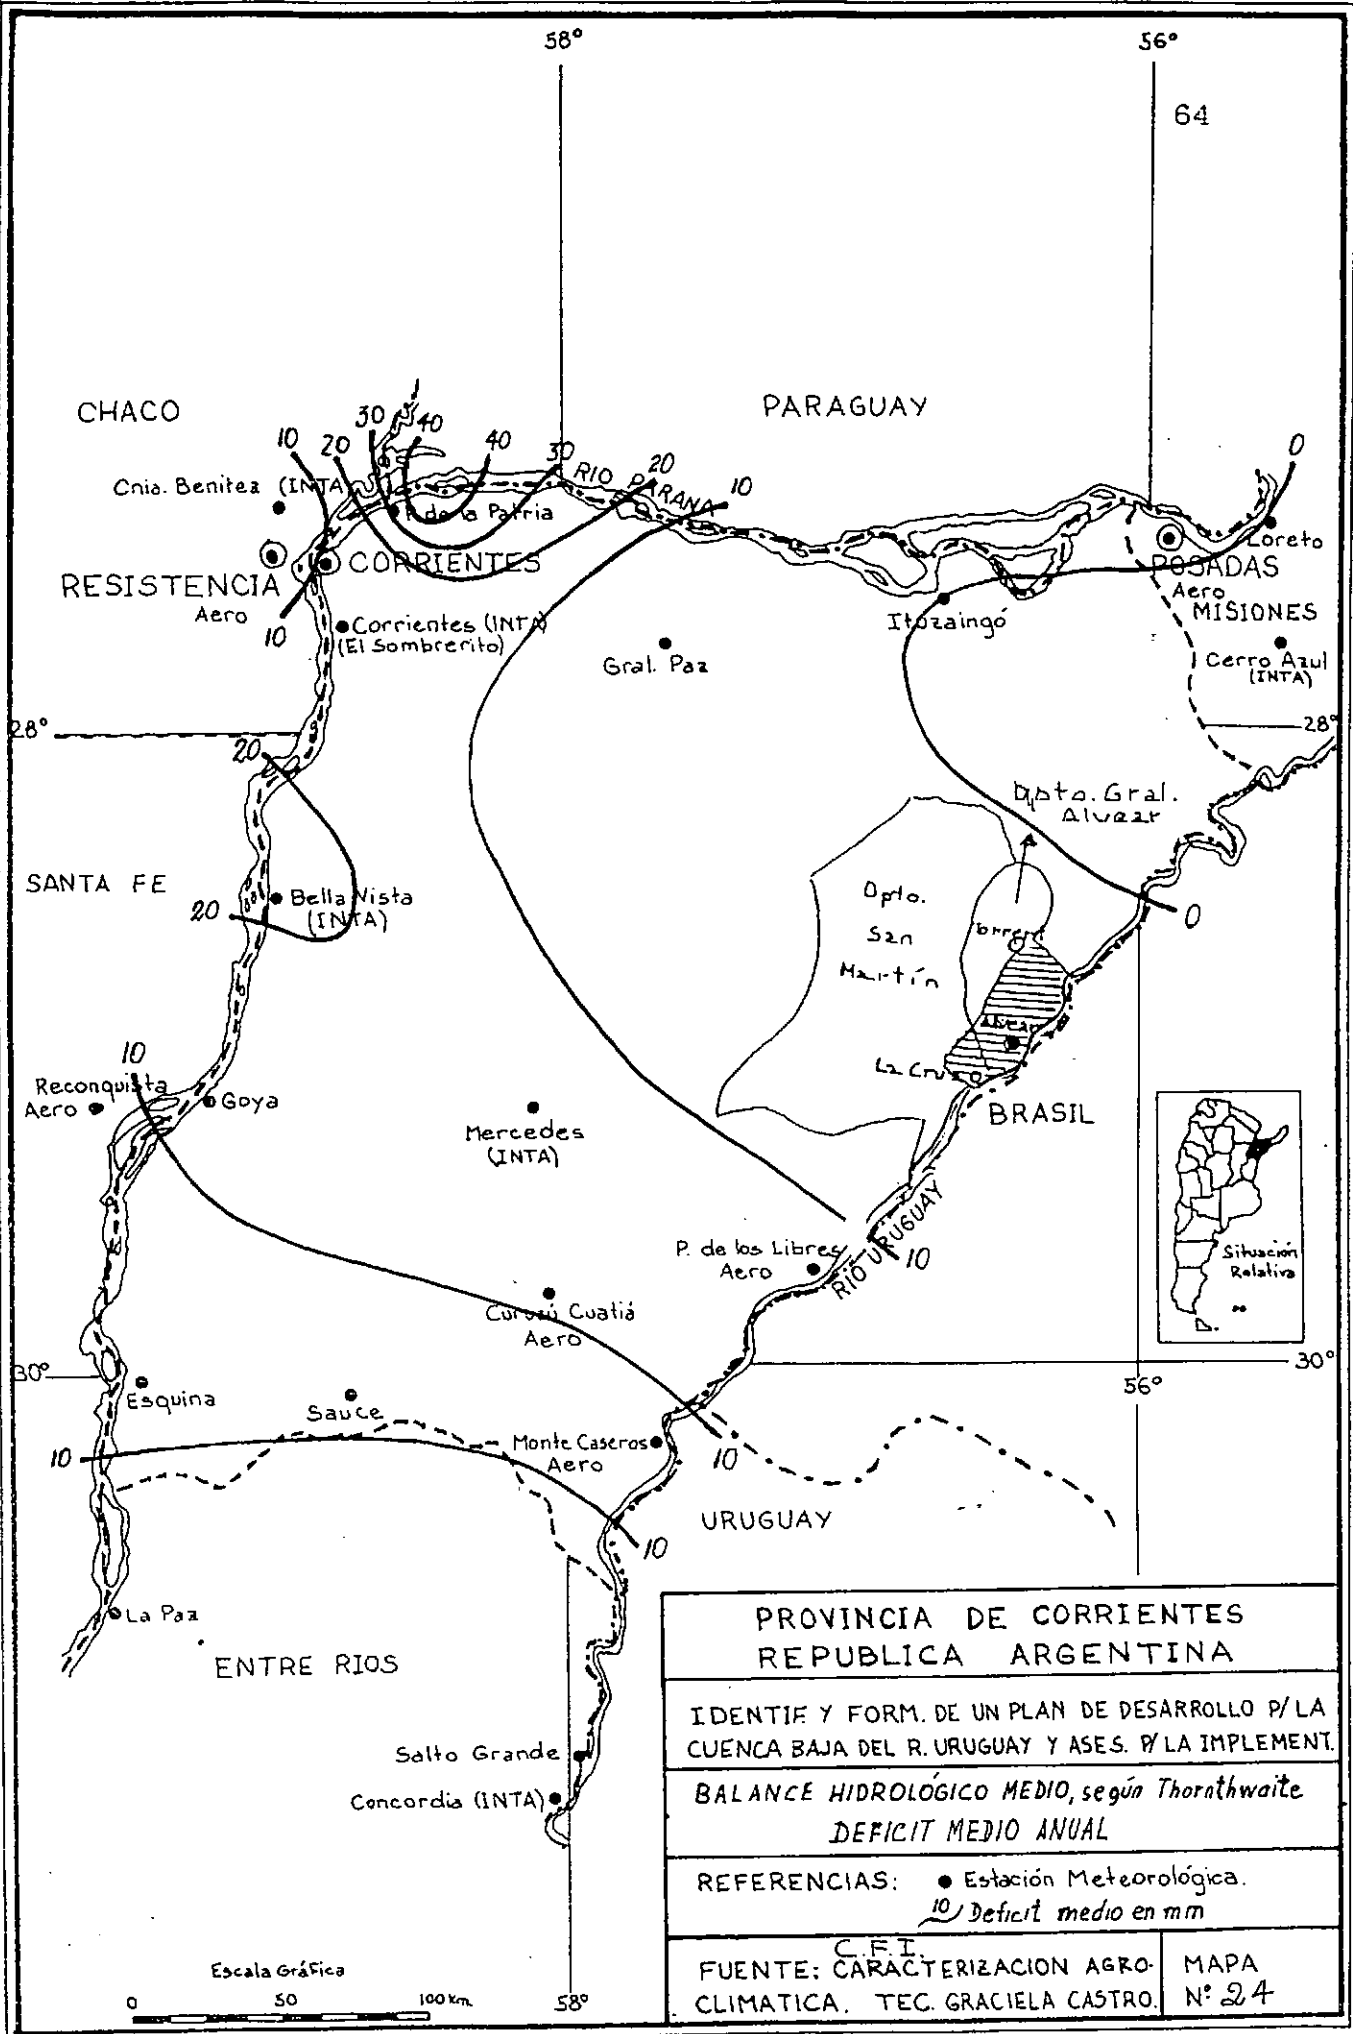 58°
56°
64
CHACO
PARAGUAY
10
20
30
40
40
30
20
10
0
RIO PARANA
Cnia. Benitez (INTA)
P. de la Patria
Loreto
CORRIENTES
RESISTENCIA
Aero
POSADAS
Aero
MISIONES
10
Corrientes (INTA)
(El Sombrerito)
Itúzaingó
Gral. Paz
Cerro Azul
(INTA)
28°
28°
20
Dpto. Gral.
Alvear
SANTA FE
Bella Vista
(INTA)
20
Dpto.
San
Martín
0
Alvear
La Cruz
10
Reconquista
Aero
Goya
Mercedes
(INTA)
BRASIL
P. de los Libres
Aero
RIO URUGUAY
10
Situación
Relativa
Curuzú Cuatiá
Aero
30°
30°
56°
Esquina
Sauce
10
Monte Caseros
Aero
10
URUGUAY
10
La Paz
ENTRE RIOS
Salto Grande
Concordia (INTA)
PROVINCIA DE CORRIENTES
REPUBLICA ARGENTINA
IDENTIF. Y FORM. DE UN PLAN DE DESARROLLO P/ LA
CUENCA BAJA DEL R. URUGUAY Y ASES. P/ LA IMPLEMENT.
BALANCE HIDROLÓGICO MEDIO, según Thornthwaite
DEFICIT MEDIO ANUAL
REFERENCIAS: Estación Meteorológica.
10 Deficit medio en mm
C.F.I.
FUENTE: CARACTERIZACION AGRO-
CLIMATICA. TEC. GRACIELA CASTRO.
MAPA
N° 24
Escala Gráfica
0 50 100 km.
58°